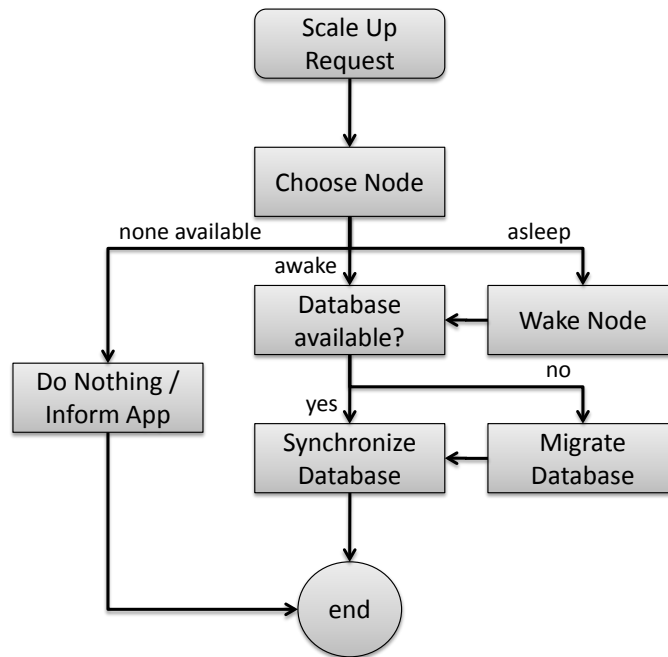 Scale Up
Request
Choose Node
none available
asleep
awake
Database
available?
Wake Node
Do Nothing /
Inform App
no
yes
Synchronize
Database
Migrate
Database
end